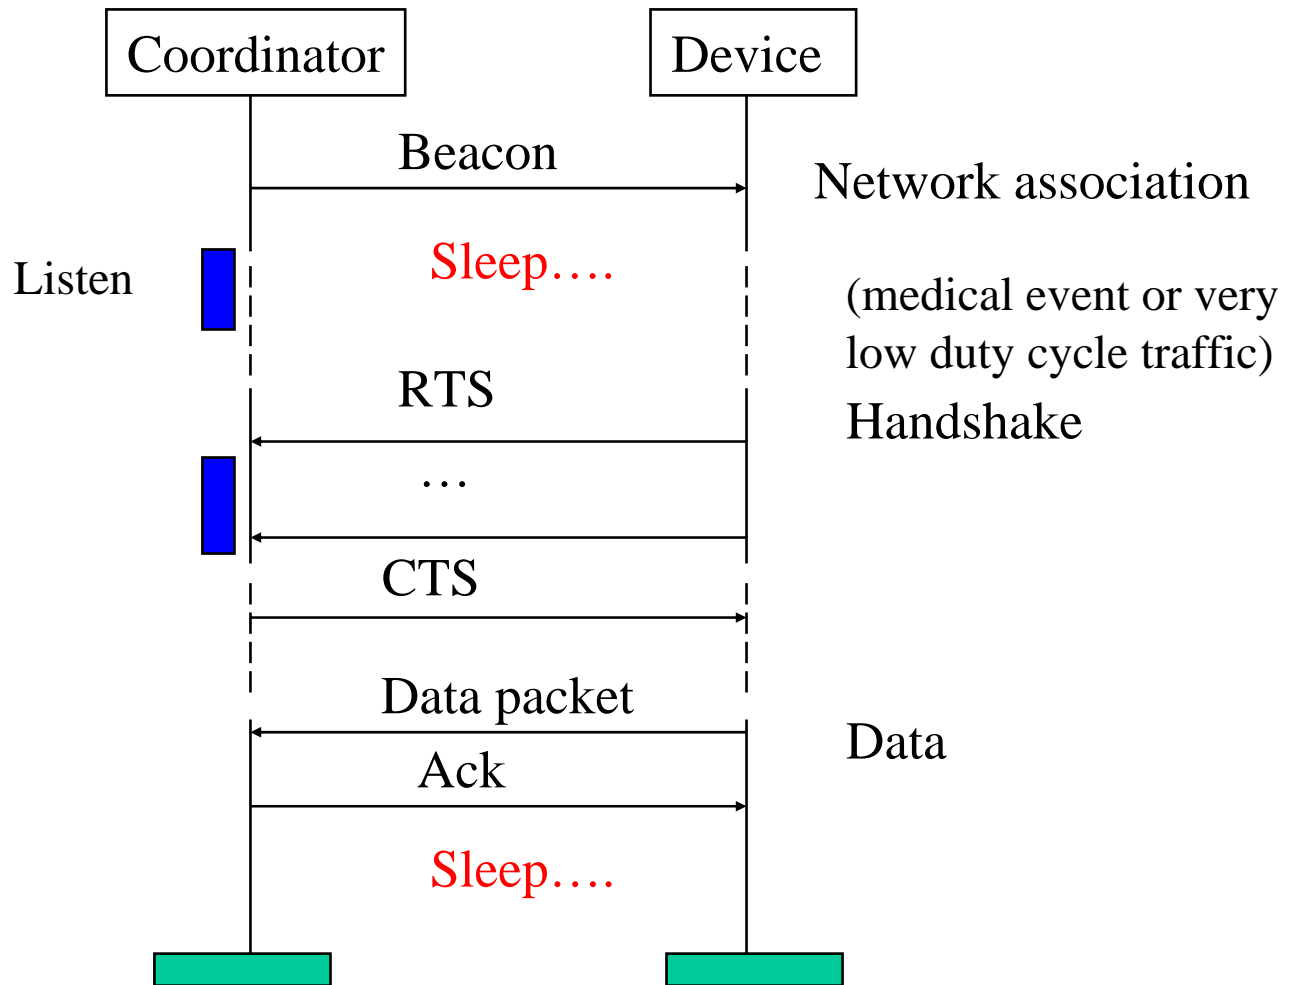 Coordinator
Device
Beacon
Network association
Sleep….
Listen
(medical event or very
low duty cycle traffic)
RTS
Handshake
…
CTS
Data packet
Data
Ack
Sleep….